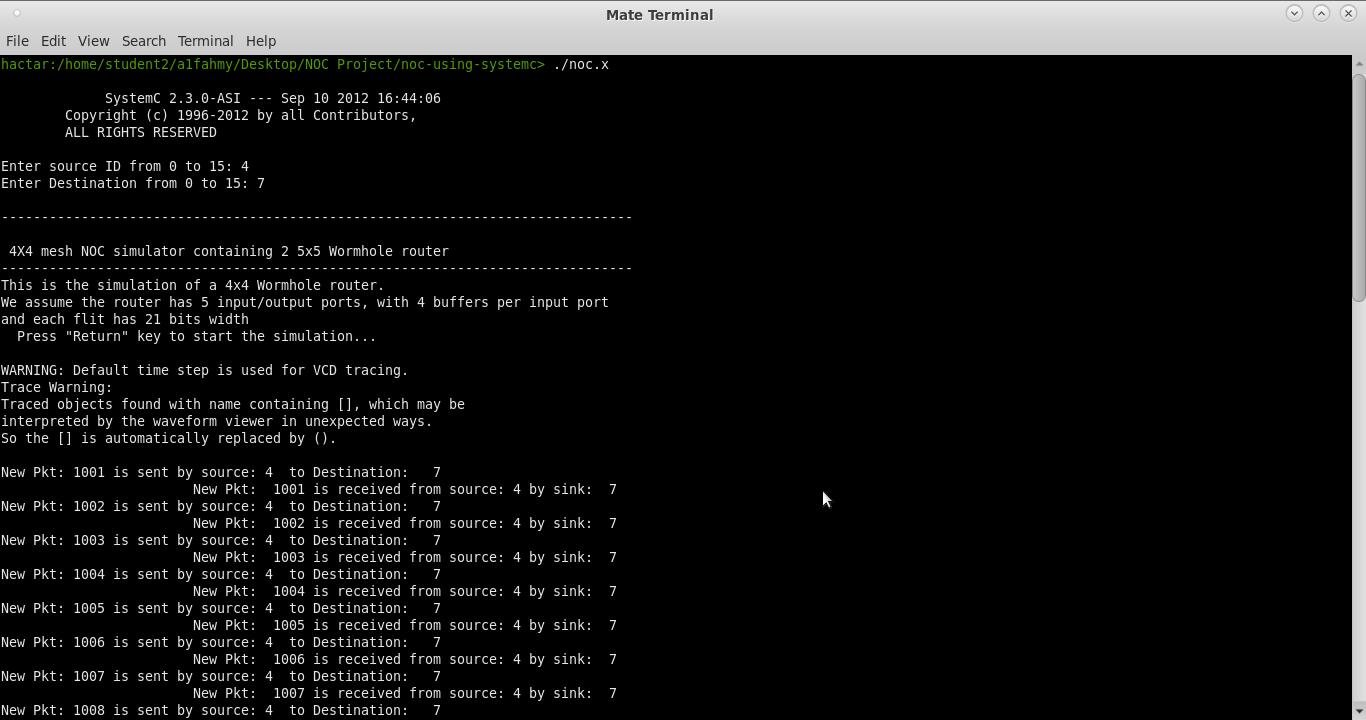 Mate Terminal
File Edit View Search Terminal Help
hactar:/home/student2/a1fahmy/Desktop/NOC Project/noc-using-systemc> ./noc.x
SystemC 2.3.0-ASI --- Sep 10 2012 16:44:06
Copyright (c) 1996-2012 by all Contributors,
ALL RIGHTS RESERVED
Enter source ID from 0 to 15: 4
Enter Destination from 0 to 15: 7
-------------------------------------------------------------------------------
4X4 mesh NOC simulator containing 2 5x5 Wormhole router
-------------------------------------------------------------------------------
This is the simulation of a 4x4 Wormhole router.
We assume the router has 5 input/output ports, with 4 buffers per input port
and each flit has 21 bits width
Press "Return" key to start the simulation...
WARNING: Default time step is used for VCD tracing.
Trace Warning:
Traced objects found with name containing [], which may be
interpreted by the waveform viewer in unexpected ways.
So the [] is automatically replaced by ().
New Pkt: 1001 is sent by source: 4  to Destination:   7
New Pkt:  1001 is received from source: 4 by sink:  7
New Pkt: 1002 is sent by source: 4  to Destination:   7
New Pkt:  1002 is received from source: 4 by sink:  7
New Pkt: 1003 is sent by source: 4  to Destination:   7
New Pkt:  1003 is received from source: 4 by sink:  7
New Pkt: 1004 is sent by source: 4  to Destination:   7
New Pkt:  1004 is received from source: 4 by sink:  7
New Pkt: 1005 is sent by source: 4  to Destination:   7
New Pkt:  1005 is received from source: 4 by sink:  7
New Pkt: 1006 is sent by source: 4  to Destination:   7
New Pkt:  1006 is received from source: 4 by sink:  7
New Pkt: 1007 is sent by source: 4  to Destination:   7
New Pkt:  1007 is received from source: 4 by sink:  7
New Pkt: 1008 is sent by source: 4  to Destination:   7